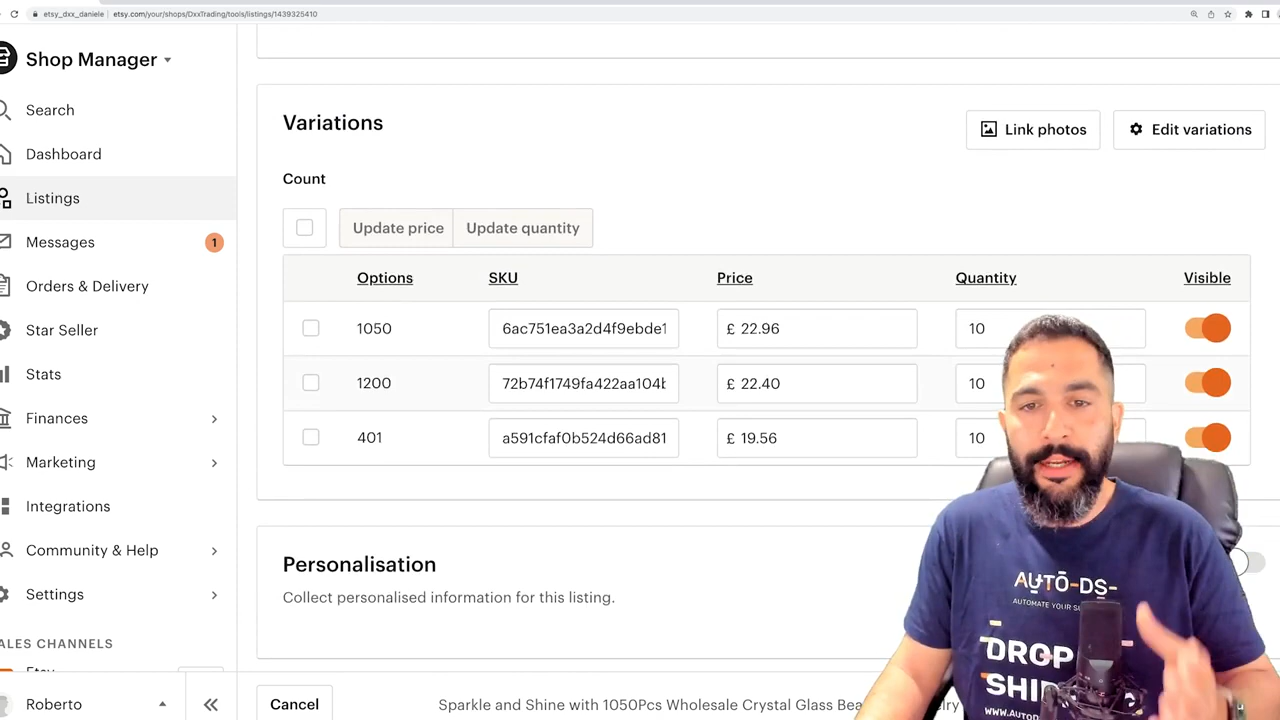 etsy_dxx_daniele etsy.com/your/shops/DxxTrading/tools/listings/1439325410
Shop Manager
Search
Dashboard
Listings
Messages 1
Orders & Delivery
Star Seller
Stats
Finances
Marketing
Integrations
Community & Help
Settings
ALES CHANNELS
Etsy
Roberto
Variations
Link photos
Edit variations
Count
Update price Update quantity
Options SKU Price Quantity Visible
1050 6ac751ea3a2d4f9ebde1 £ 22.96 10
1200 72b74f1749fa422aa104b £ 22.40 10
401 a591cfaf0b524d66ad81 £ 19.56 10
Personalisation
Collect personalised information for this listing.
Cancel
Sparkle and Shine with 1050Pcs Wholesale Crystal Glass Bea
AUTO-DS-
AUTOMATE YOUR
DROP
SHI